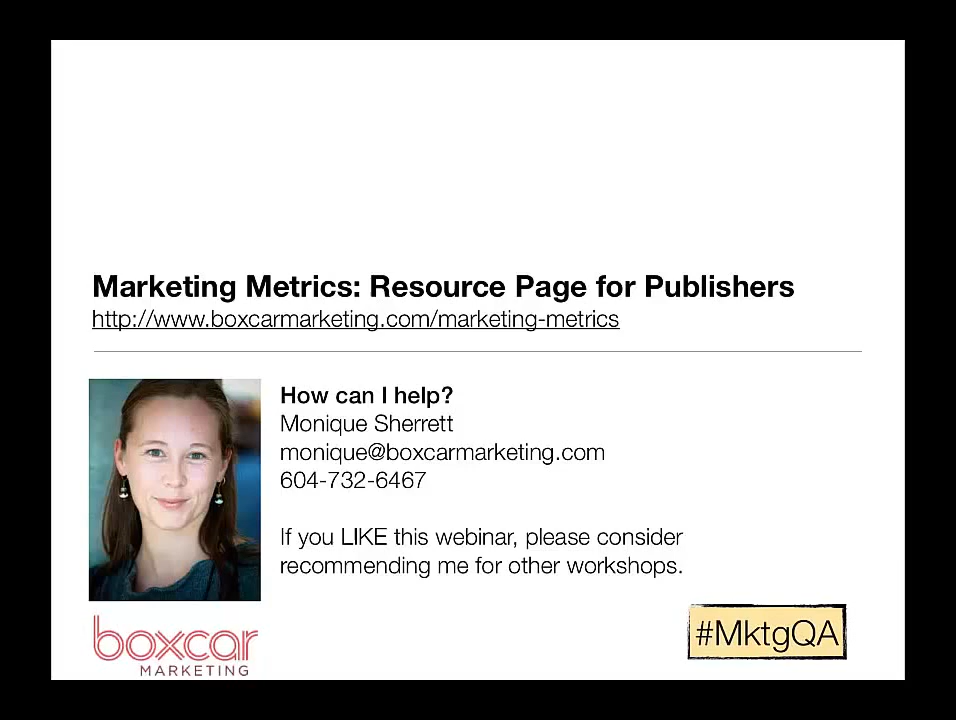 Marketing Metrics: Resource Page for Publishers
http://www.boxcarmarketing.com/marketing-metrics
How can I help?
Monique Sherrett
monique@boxcarmarketing.com
604-732-6467
If you LIKE this webinar, please consider
recommending me for other workshops.
boxcar
MARKETING
#MktgQA